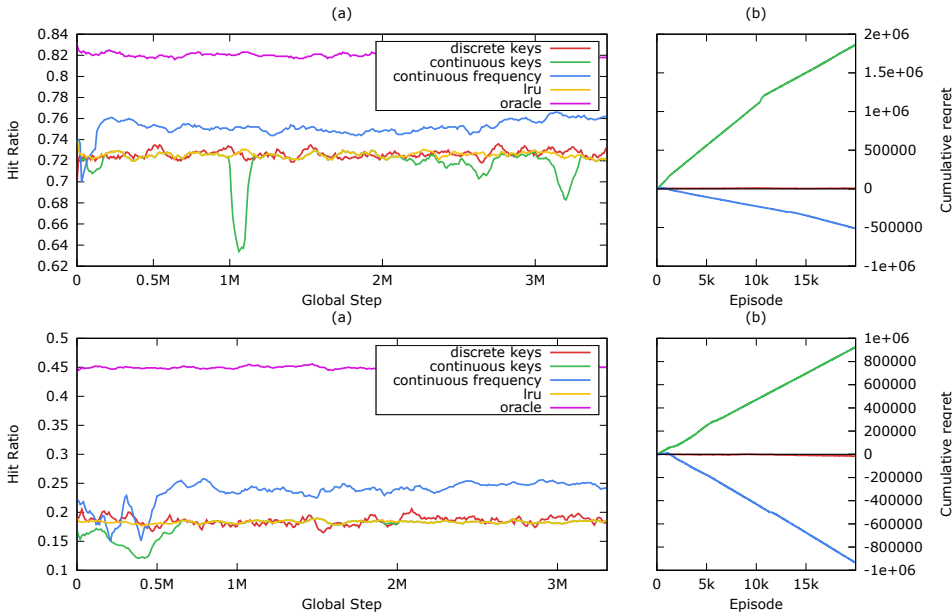 (a)
(b)
Hit Ratio
0.84
0.82
0.8
0.78
0.76
0.74
0.72
0.7
0.68
0.66
0.64
0.62
discrete keys
continuous keys
continuous frequency
lru
oracle
0
0.5M
1M
2M
3M
Global Step
2e+06
1.5e+06
1e+06
500000
0
-500000
-1e+06
Cumulative regret
0
5k
10k
15k
Episode
(a)
(b)
Hit Ratio
0.5
0.45
0.4
0.35
0.3
0.25
0.2
0.15
0.1
discrete keys
continuous keys
continuous frequency
lru
oracle
0
0.5M
1M
2M
3M
Global Step
1e+06
800000
600000
400000
200000
0
-200000
-400000
-600000
-800000
-1e+06
Cumulative regret
0
5k
10k
15k
Episode